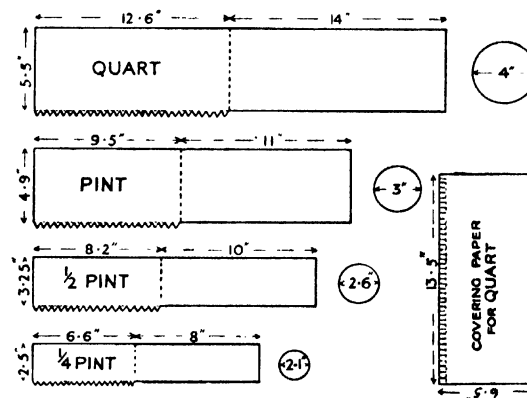 12·6" 14"
5·5" QUART 4"
9·5" 11"
4·9" PINT 3"
8·2" 10"
3·25 ½ PINT 2·6"
6·6" 8"
2·5" ¼ PINT 2·1"
13·5"
COVERING PAPER
FOR QUART